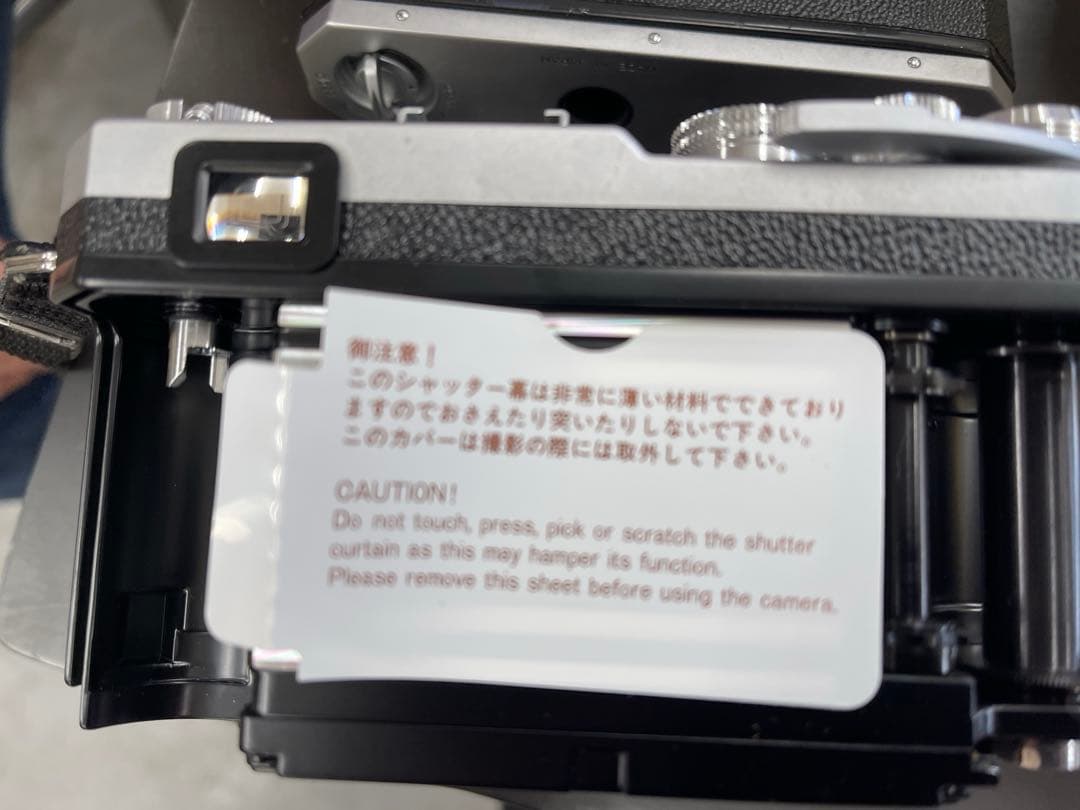 御注意!
このシャッター幕は非常に薄い材料でできており
ますのでおさえたり突いたりしないで下さい。
このカバーは撮影の際には取外して下さい。
CAUTION!
Do not touch, press, pick or scratch the shutter
curtain as this may hamper its function.
Please remove this sheet before using the camera.